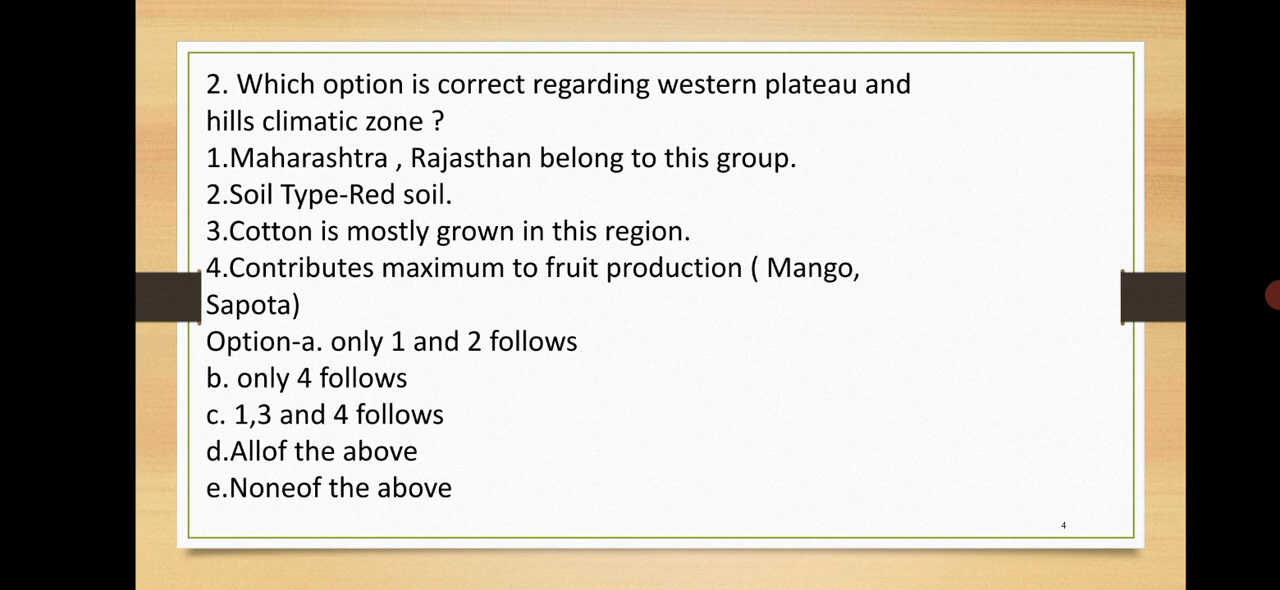 2. Which option is correct regarding western plateau and
hills climatic zone ?
1.Maharashtra , Rajasthan belong to this group.
2.Soil Type-Red soil.
3.Cotton is mostly grown in this region.
4.Contributes maximum to fruit production ( Mango,
Sapota)
Option-a. only 1 and 2 follows
b. only 4 follows
c. 1,3 and 4 follows
d.Allof the above
e.Noneof the above
4